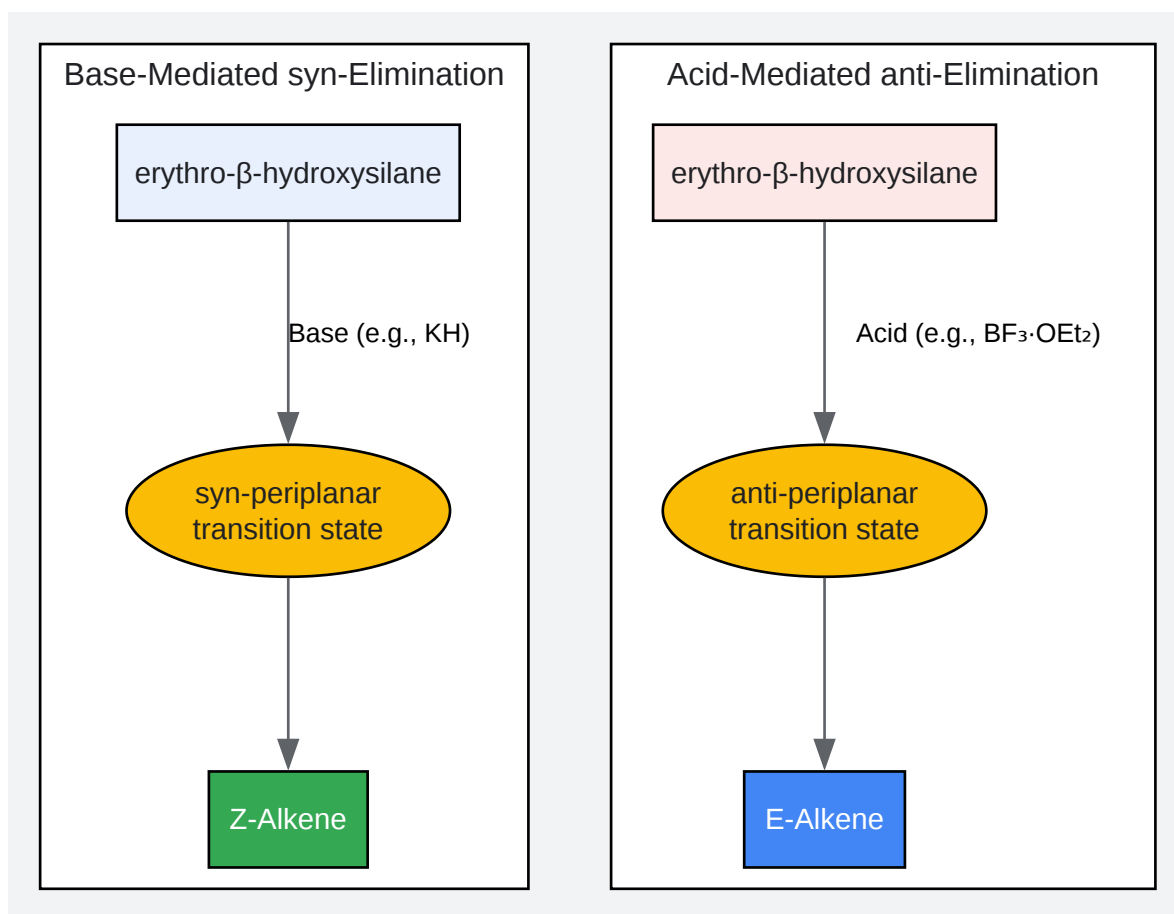 Base-Mediated syn-Elimination
erythro-β-hydroxysilane
Base (e.g., KH)
syn-periplanar
transition state
Z-Alkene
Acid-Mediated anti-Elimination
erythro-β-hydroxysilane
Acid (e.g., BF₃·OEt₂)
anti-periplanar
transition state
E-Alkene